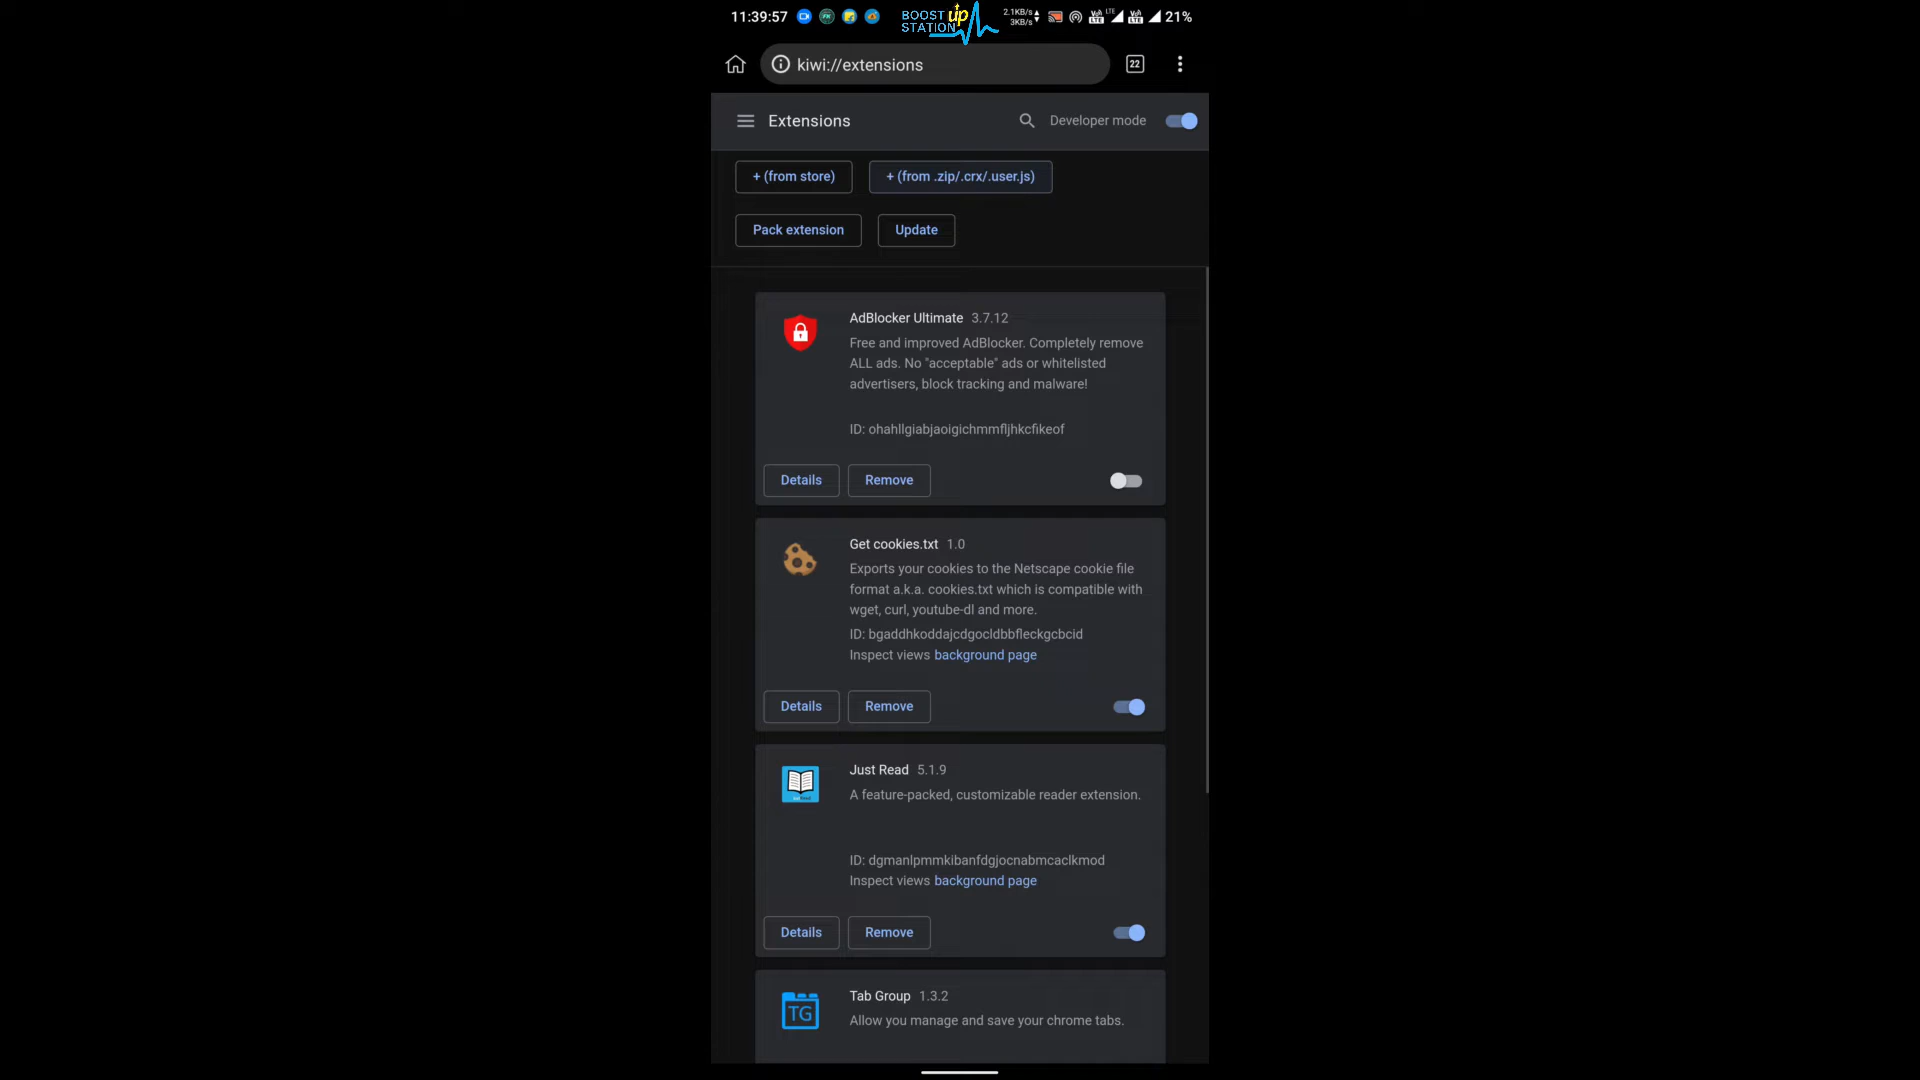 11:39:57
BOOST up
STATION
2.1KB/s
3KB/s
LTE
21%
kiwi://extensions
22
Extensions
Developer mode
+ (from store)
+ (from .zip/.crx/.user.js)
Pack extension
Update
AdBlocker Ultimate 3.7.12
Free and improved AdBlocker. Completely remove
ALL ads. No "acceptable" ads or whitelisted
advertisers, block tracking and malware!
ID: ohahllgiabjaoigichmmfljhkcfikeof
Details
Remove
Get cookies.txt 1.0
Exports your cookies to the Netscape cookie file
format a.k.a. cookies.txt which is compatible with
wget, curl, youtube-dl and more.
ID: bgaddhkoddajcdgocldbbfleckgcbcid
Inspect views background page
Details
Remove
Just Read 5.1.9
A feature-packed, customizable reader extension.
ID: dgmanlpmmkibanfdgjocnabmcaclkmod
Inspect views background page
Details
Remove
TG
Tab Group 1.3.2
Allow you manage and save your chrome tabs.